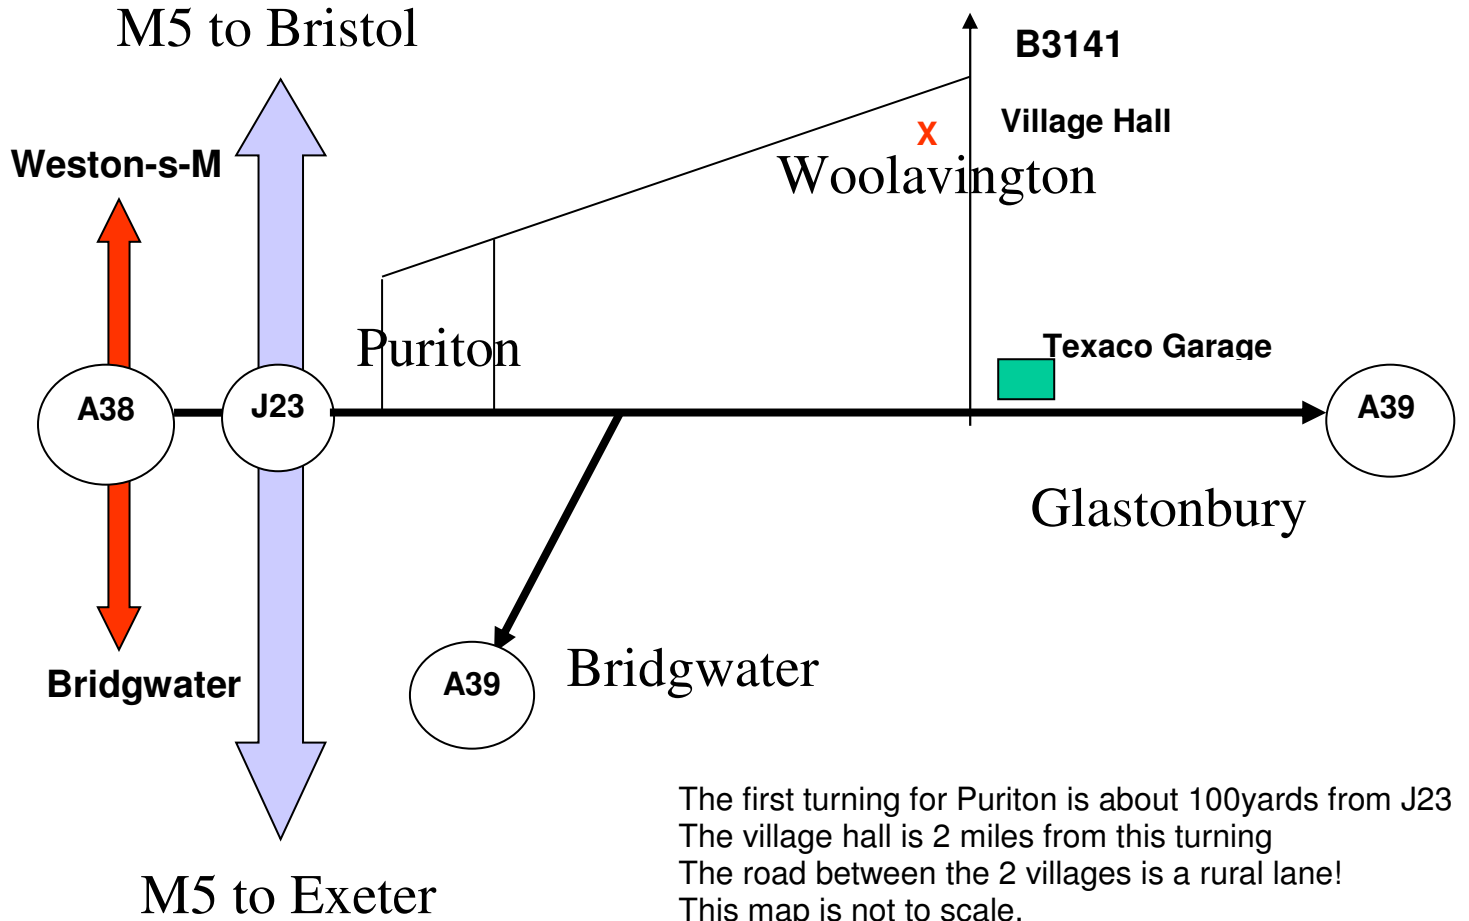 M5 to Bristol
B3141
Village Hall
X
Weston-s-M
Woolavington
Puriton
Texaco Garage
A38
J23
A39
Glastonbury
Bridgwater
A39
Bridgwater
The first turning for Puriton is about 100yards from J23
The village hall is 2 miles from this turning
The road between the 2 villages is a rural lane!
This map is not to scale.
M5 to Exeter